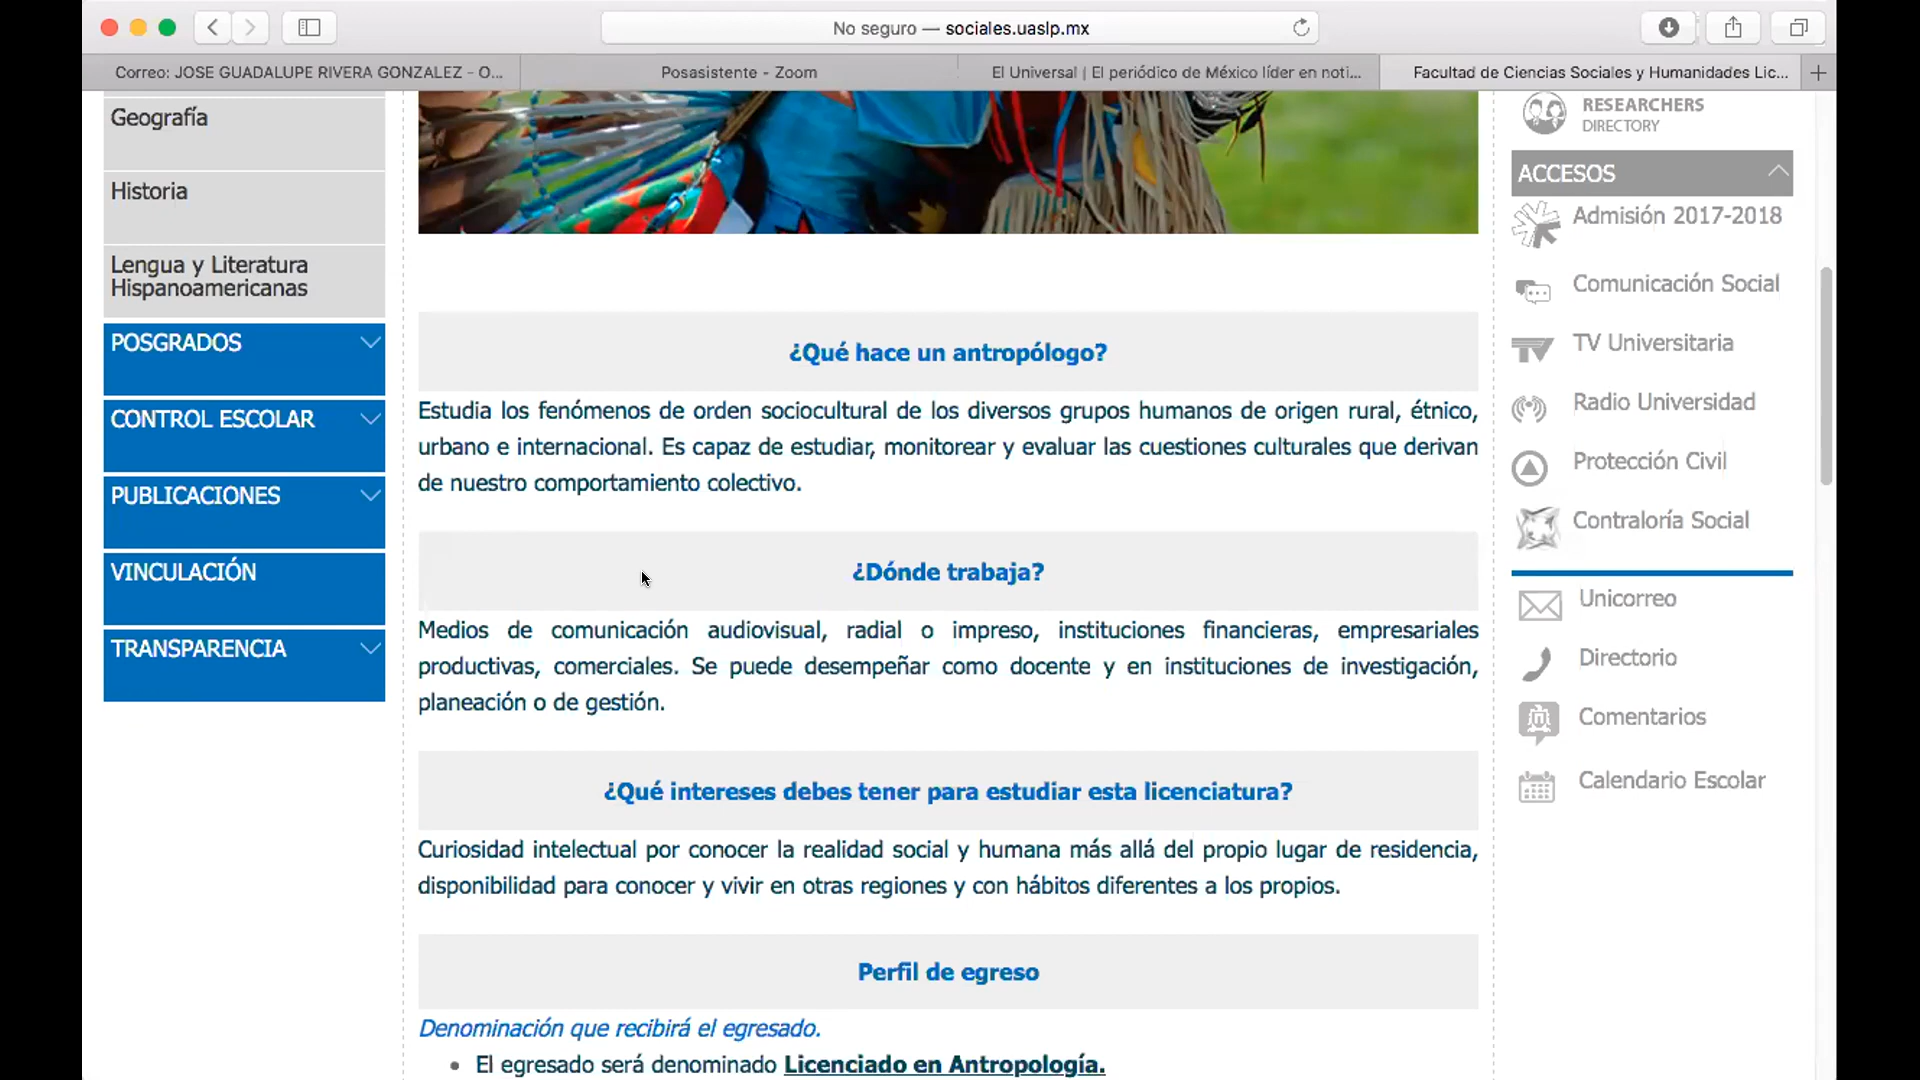 No seguro — sociales.uaslp.mx
Correo: JOSE GUADALUPE RIVERA GONZALEZ - O...
Posasistente - Zoom
El Universal | El periódico de México líder en noti...
Facultad de Ciencias Sociales y Humanidades Lic...
Geografía
Historia
Lengua y Literatura
Hispanoamericanas
POSGRADOS
CONTROL ESCOLAR
PUBLICACIONES
VINCULACIÓN
TRANSPARENCIA
¿Qué hace un antropólogo?
Estudia los fenómenos de orden sociocultural de los diversos grupos humanos de origen rural, étnico,
urbano e internacional. Es capaz de estudiar, monitorear y evaluar las cuestiones culturales que derivan
de nuestro comportamiento colectivo.
¿Dónde trabaja?
Medios de comunicación audiovisual, radial o impreso, instituciones financieras, empresariales
productivas, comerciales. Se puede desempeñar como docente y en instituciones de investigación,
planeación o de gestión.
¿Qué intereses debes tener para estudiar esta licenciatura?
Curiosidad intelectual por conocer la realidad social y humana más allá del propio lugar de residencia,
disponibilidad para conocer y vivir en otras regiones y con hábitos diferentes a los propios.
Perfil de egreso
Denominación que recibirá el egresado.
El egresado será denominado Licenciado en Antropología.
RESEARCHERS
DIRECTORY
ACCESOS
Admisión 2017-2018
Comunicación Social
TV Universitaria
Radio Universidad
Protección Civil
Contraloría Social
Unicorreo
Directorio
Comentarios
Calendario Escolar